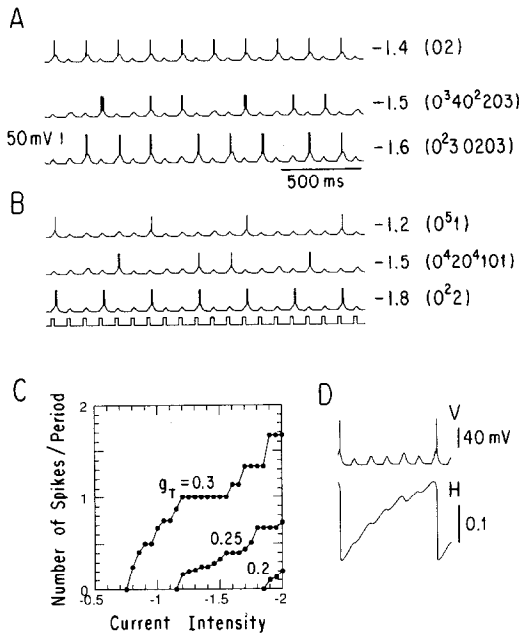 A
−1.4 (02)
−1.5 (0³40²203)
50mV
−1.6 (0²30203)
500 ms
B
−1.2 (0⁵1)
−1.5 (0⁴20⁴101)
−1.8 (0²2)
C
Number of Spikes/Period
2
1
0
g_T=0.3
0.25
0.2
-0.5
-1
-1.5
-2
Current Intensity
D
V
40 mV
H
0.1